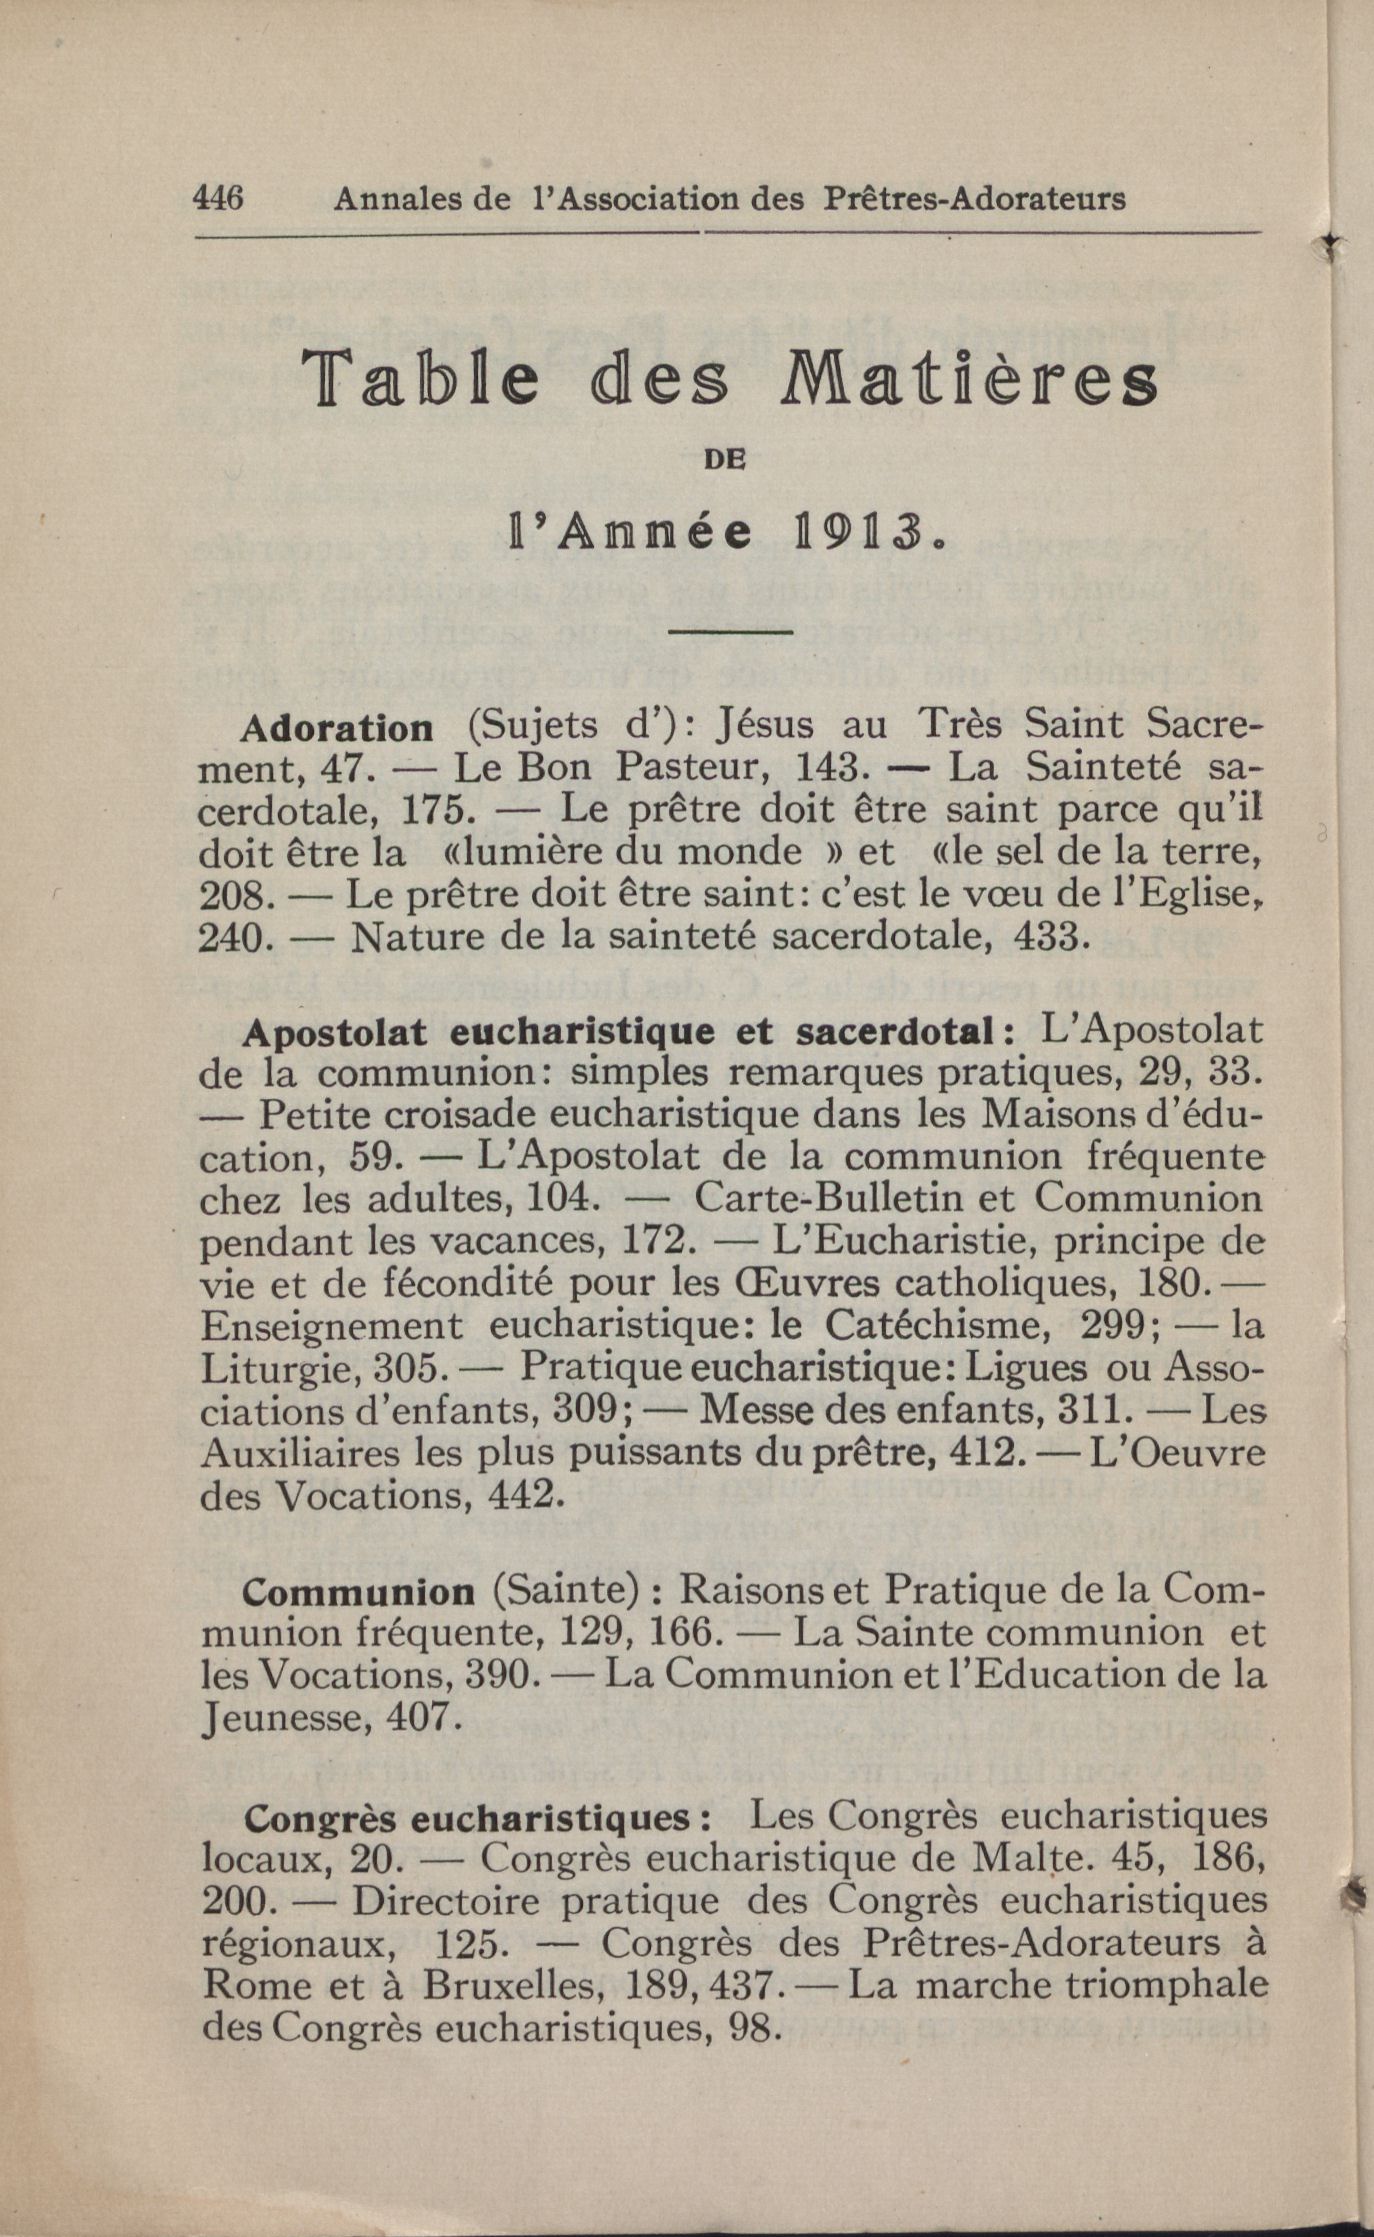 446 Annales de l'Association des Prêtres-Adorateurs
Table des Matières
DE
l'Année 1913.
Adoration (Sujets d'): Jésus au Très Saint Sacre-
ment, 47. — Le Bon Pasteur, 143. — La Sainteté sa-
cerdotale, 175. — Le prêtre doit être saint parce qu'il
doit être la «lumière du monde » et «le sel de la terre,
208. — Le prêtre doit être saint: c'est le vœu de l'Eglise,
240. — Nature de la sainteté sacerdotale, 433.
Apostolat eucharistique et sacerdotal: L'Apostolat
de la communion: simples remarques pratiques, 29, 33.
— Petite croisade eucharistique dans les Maisons d'édu-
cation, 59. — L'Apostolat de la communion fréquente
chez les adultes, 104. — Carte-Bulletin et Communion
pendant les vacances, 172. — L'Eucharistie, principe de
vie et de fécondité pour les Œuvres catholiques, 180. —
Enseignement eucharistique: le Catéchisme, 299; — la
Liturgie, 305. — Pratique eucharistique: Ligues ou Asso-
ciations d'enfants, 309; — Messe des enfants, 311. — Les
Auxiliaires les plus puissants du prêtre, 412. — L'Oeuvre
des Vocations, 442.
Communion (Sainte) : Raisons et Pratique de la Com-
munion fréquente, 129, 166. — La Sainte communion et
les Vocations, 390. — La Communion et l'Education de la
Jeunesse, 407.
Congrès eucharistiques: Les Congrès eucharistiques
locaux, 20. — Congrès eucharistique de Malte. 45, 186,
200. — Directoire pratique des Congrès eucharistiques
régionaux, 125. — Congrès des Prêtres-Adorateurs à
Rome et à Bruxelles, 189, 437. — La marche triomphale
des Congrès eucharistiques, 98.